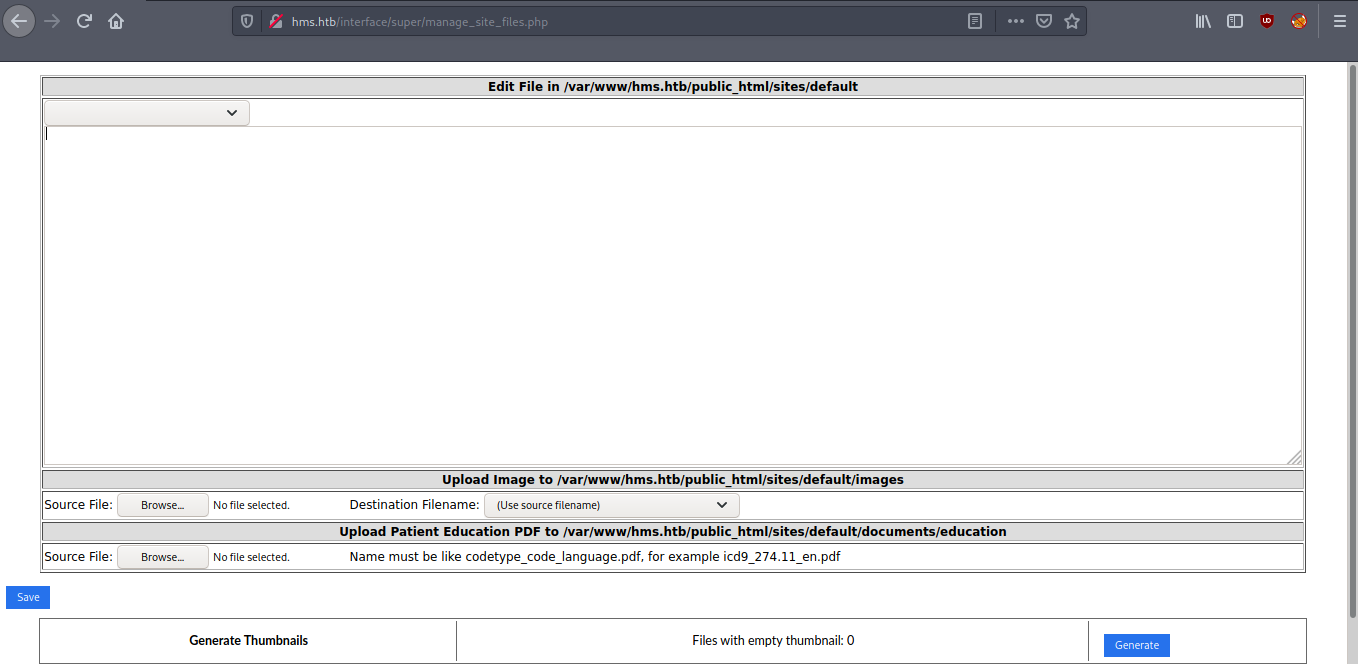 hms.htb/interface/super/manage_site_files.php
Edit File in /var/www/hms.htb/public_html/sites/default
Upload Image to /var/www/hms.htb/public_html/sites/default/images
Source File: Browse... No file selected. Destination Filename: (Use source filename)
Upload Patient Education PDF to /var/www/hms.htb/public_html/sites/default/documents/education
Source File: Browse... No file selected. Name must be like codetype_code_language.pdf, for example icd9_274.11_en.pdf
Save
Generate Thumbnails Files with empty thumbnail: 0 Generate